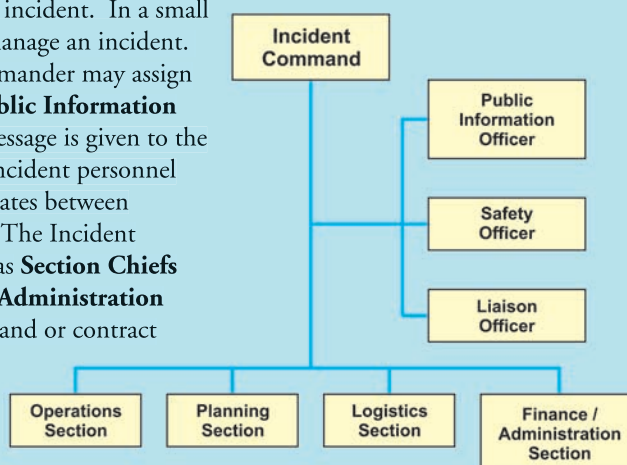 incident. In a small
anage an incident.
mander may assign
blic Information
essage is given to the
ncident personnel
ates between
The Incident
as Section Chiefs
Administration
and or contract
Incident
Command
Public
Information
Officer
Safety
Officer
Liaison
Officer
Operations
Section
Planning
Section
Logistics
Section
Finance /
Administration
Section